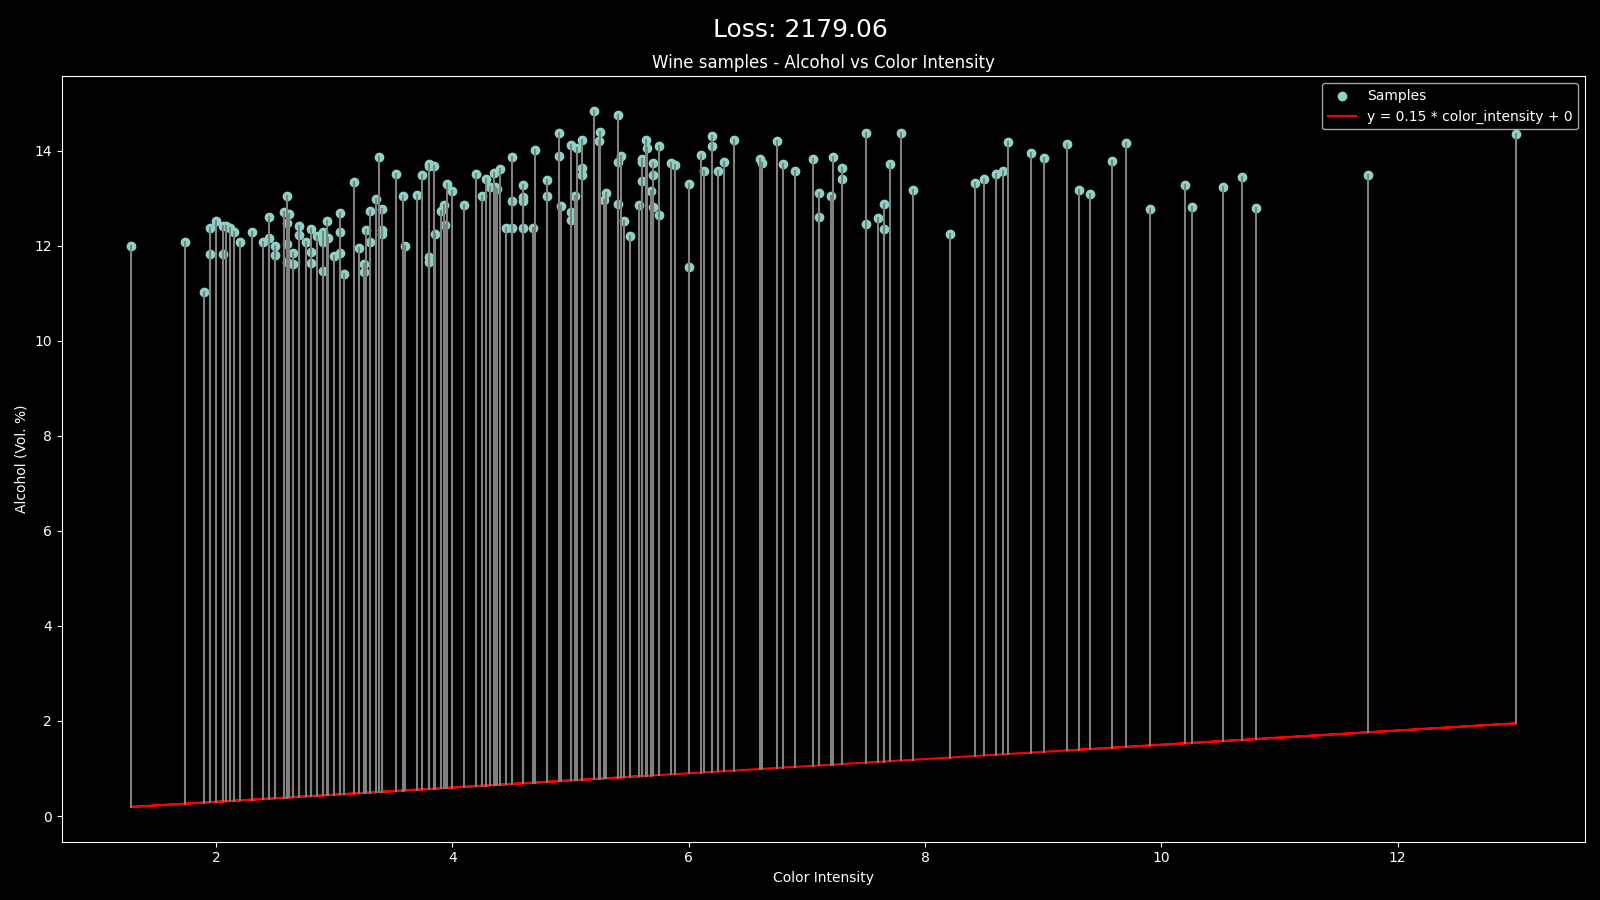 Loss: 2179.06
Wine samples - Alcohol vs Color Intensity
Samples
y = 0.15 * color_intensity + 0
14
12
10
8
6
4
2
0
Alcohol (Vol. %)
2 4 6 8 10 12
Color Intensity